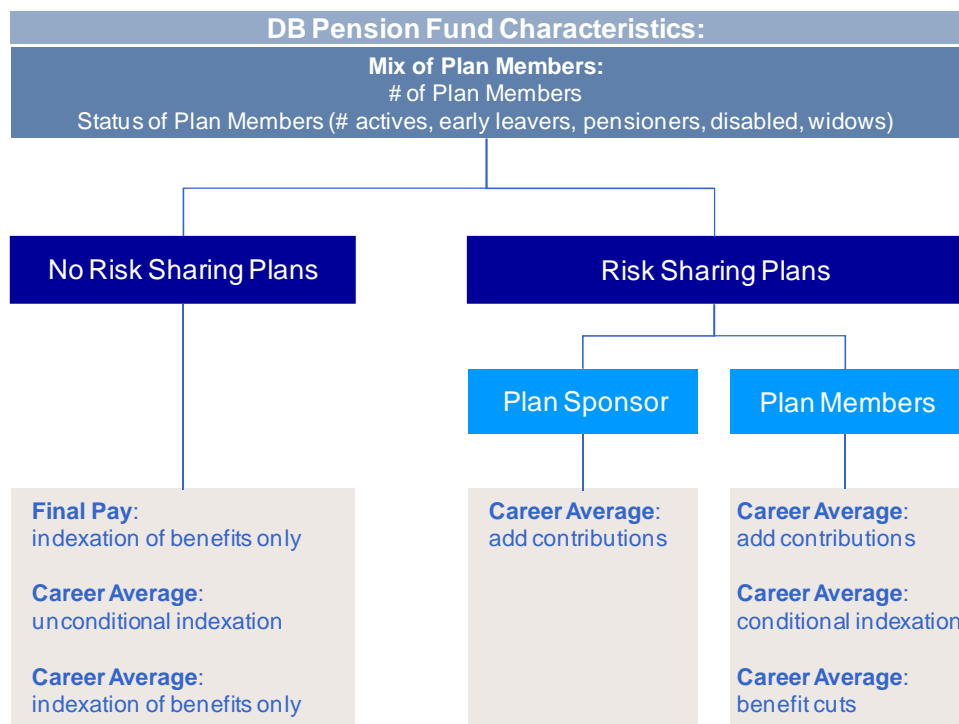 DB Pension Fund Characteristics:
Mix of Plan Members:
# of Plan Members
Status of Plan Members (# actives, early leavers, pensioners, disabled, widows)
No Risk Sharing Plans
Risk Sharing Plans
Plan Sponsor
Plan Members
Final Pay:
indexation of benefits only
Career Average:
unconditional indexation
Career Average:
indexation of benefits only
Career Average:
add contributions
Career Average:
add contributions
Career Average:
conditional indexation
Career Average:
benefit cuts